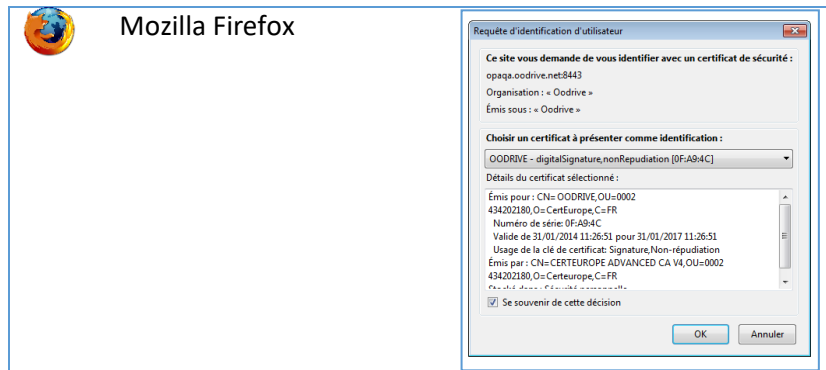 Mozilla Firefox
Requête d'identification d'utilisateur
Ce site vous demande de vous identifier avec un certificat de sécurité :
opaqa.oodrive.net:8443
Organisation : « Oodrive »
Émis sous : « Oodrive »
Choisir un certificat à présenter comme identification :
OODRIVE - digitalSignature,nonRepudiation [0F:A9:4C]
Détails du certificat sélectionné :
Émis pour : CN= OODRIVE,OU=0002
434202180,O=CertEurope,C=FR
Numéro de série: 0F:A9:4C
Valide de 31/01/2014 11:26:51 pour 31/01/2017 11:26:51
Usage de la clé de certificat: Signature,Non-répudiation
Émis par : CN=CERTEUROPE ADVANCED CA V4,OU=0002
434202180,O=Certeurope,C=FR
Stocké dans : Sécurité personnelle
Se souvenir de cette décision
OK
Annuler